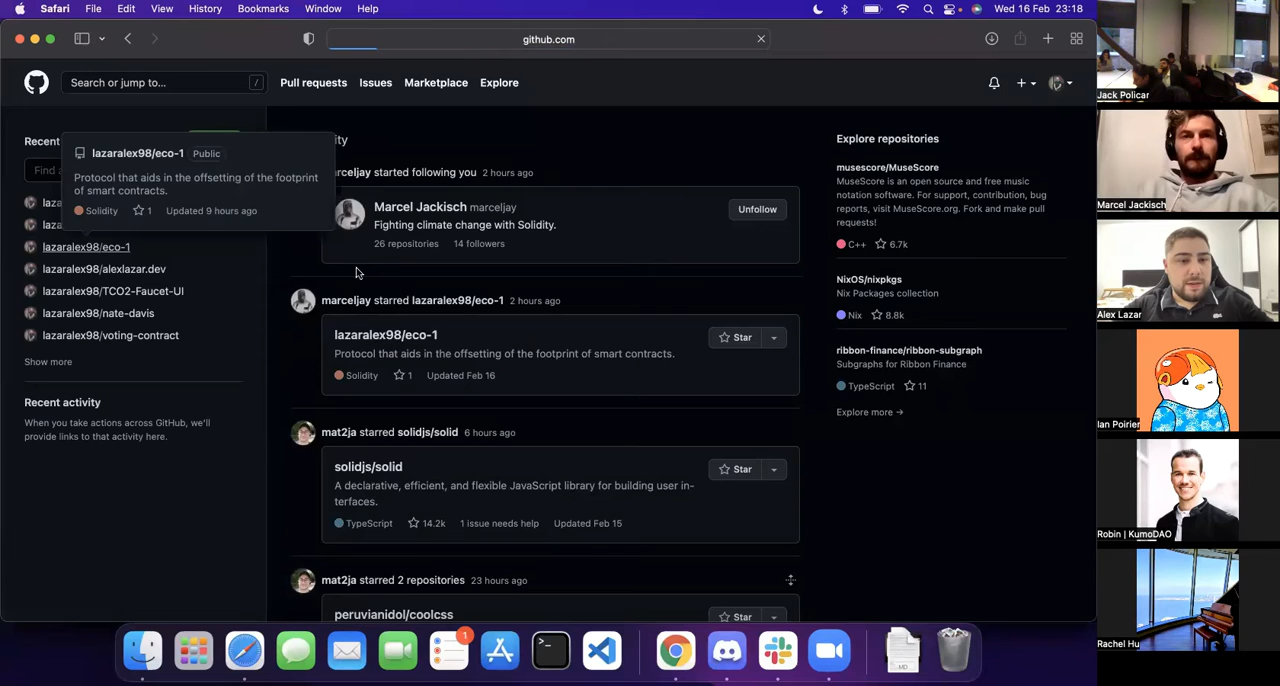 Safari File Edit View History Bookmarks Window Help Wed 16 Feb 23:18
github.com
Search or jump to... / Pull requests Issues Marketplace Explore
Recent
Find
lazaralex98/eco-1 Public
Protocol that aids in the offsetting of the footprint
of smart contracts.
Solidity 1 Updated 9 hours ago
lazaralex98/eco-1
lazaralex98/alexlazar.dev
lazaralex98/TCO2-Faucet-UI
lazaralex98/nate-davis
lazaralex98/voting-contract
Show more
Recent activity
When you take actions across GitHub, we'll
provide links to that activity here.
ity
rceljay started following you 2 hours ago
Marcel Jackisch marceljay
Unfollow
Fighting climate change with Solidity.
26 repositories 14 followers
marceljay starred lazaralex98/eco-1 2 hours ago
lazaralex98/eco-1
Star
Protocol that aids in the offsetting of the footprint of smart contracts.
Solidity 1 Updated Feb 16
mat2ja starred solidjs/solid 6 hours ago
solidjs/solid
Star
A declarative, efficient, and flexible JavaScript library for building user in-
terfaces.
TypeScript 14.2k 1 issue needs help Updated Feb 15
mat2ja starred 2 repositories 23 hours ago
peruvianidol/coolcss
Star
Explore repositories
musescore/MuseScore
MuseScore is an open source and free music
notation software. For support, contribution, bug
reports, visit MuseScore.org. Fork and make pull
requests!
C++ 6.7k
NixOS/nixpkgs
Nix Packages collection
Nix 8.8k
ribbon-finance/ribbon-subgraph
Subgraphs for Ribbon Finance
TypeScript 11
Explore more →
1
.MD
Jack Policar
Marcel Jackisch
Alex Lazar
Ian Poirier
Robin | KumoDAO
Rachel Hu